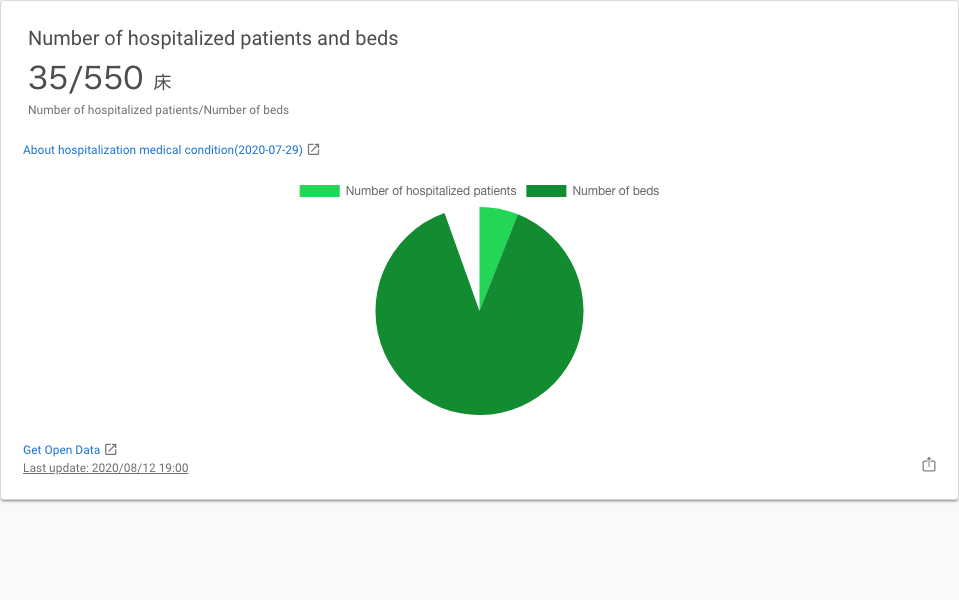 Number of hospitalized patients and beds
35/550 床
Number of hospitalized patients/Number of beds
About hospitalization medical condition(2020-07-29)
Number of hospitalized patients Number of beds
Get Open Data
Last update: 2020/08/12 19:00